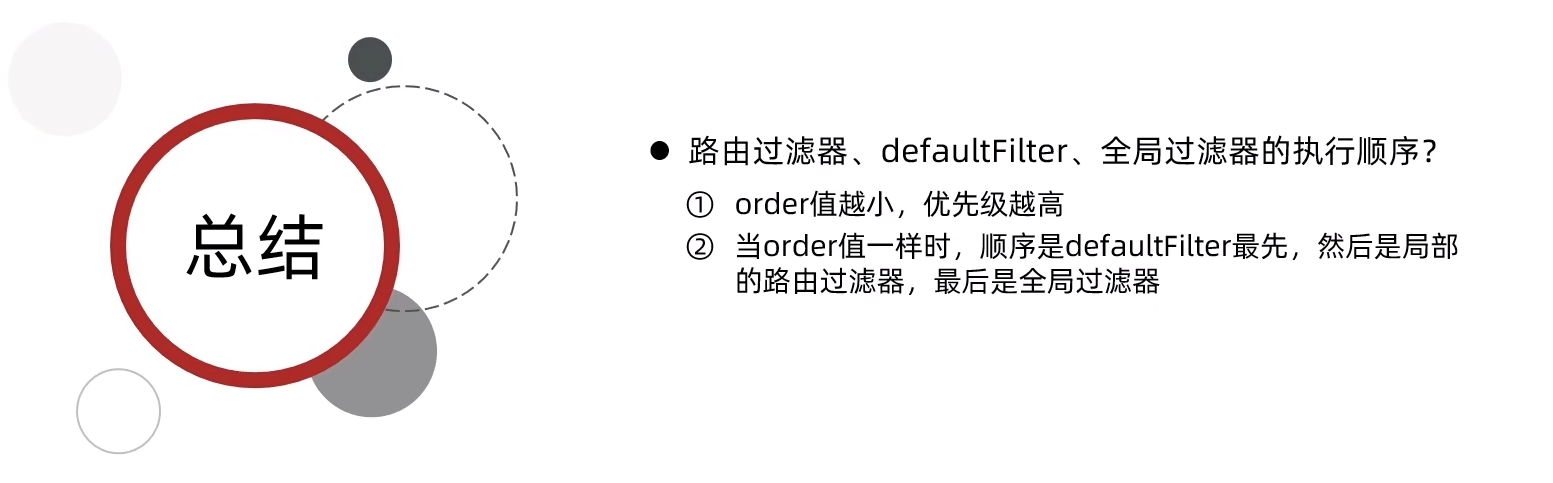 总结
● 路由过滤器、defaultFilter、全局过滤器的执行顺序？
① order值越小，优先级越高
② 当order值一样时，顺序是defaultFilter最先，然后是局部
的路由过滤器，最后是全局过滤器